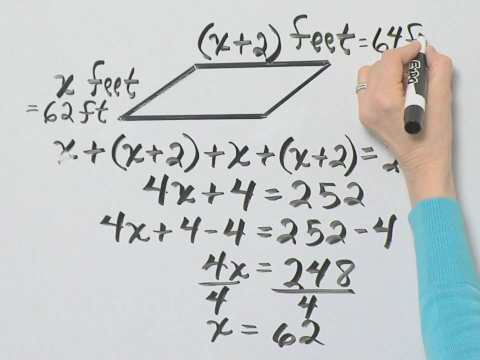 (x+2) feet = 64 f
x feet
= 62 ft
x + (x+2) + x + (x+2) = 2
4x + 4 = 252
4x + 4 - 4 = 252 - 4
4x = 248
4 4
x = 62